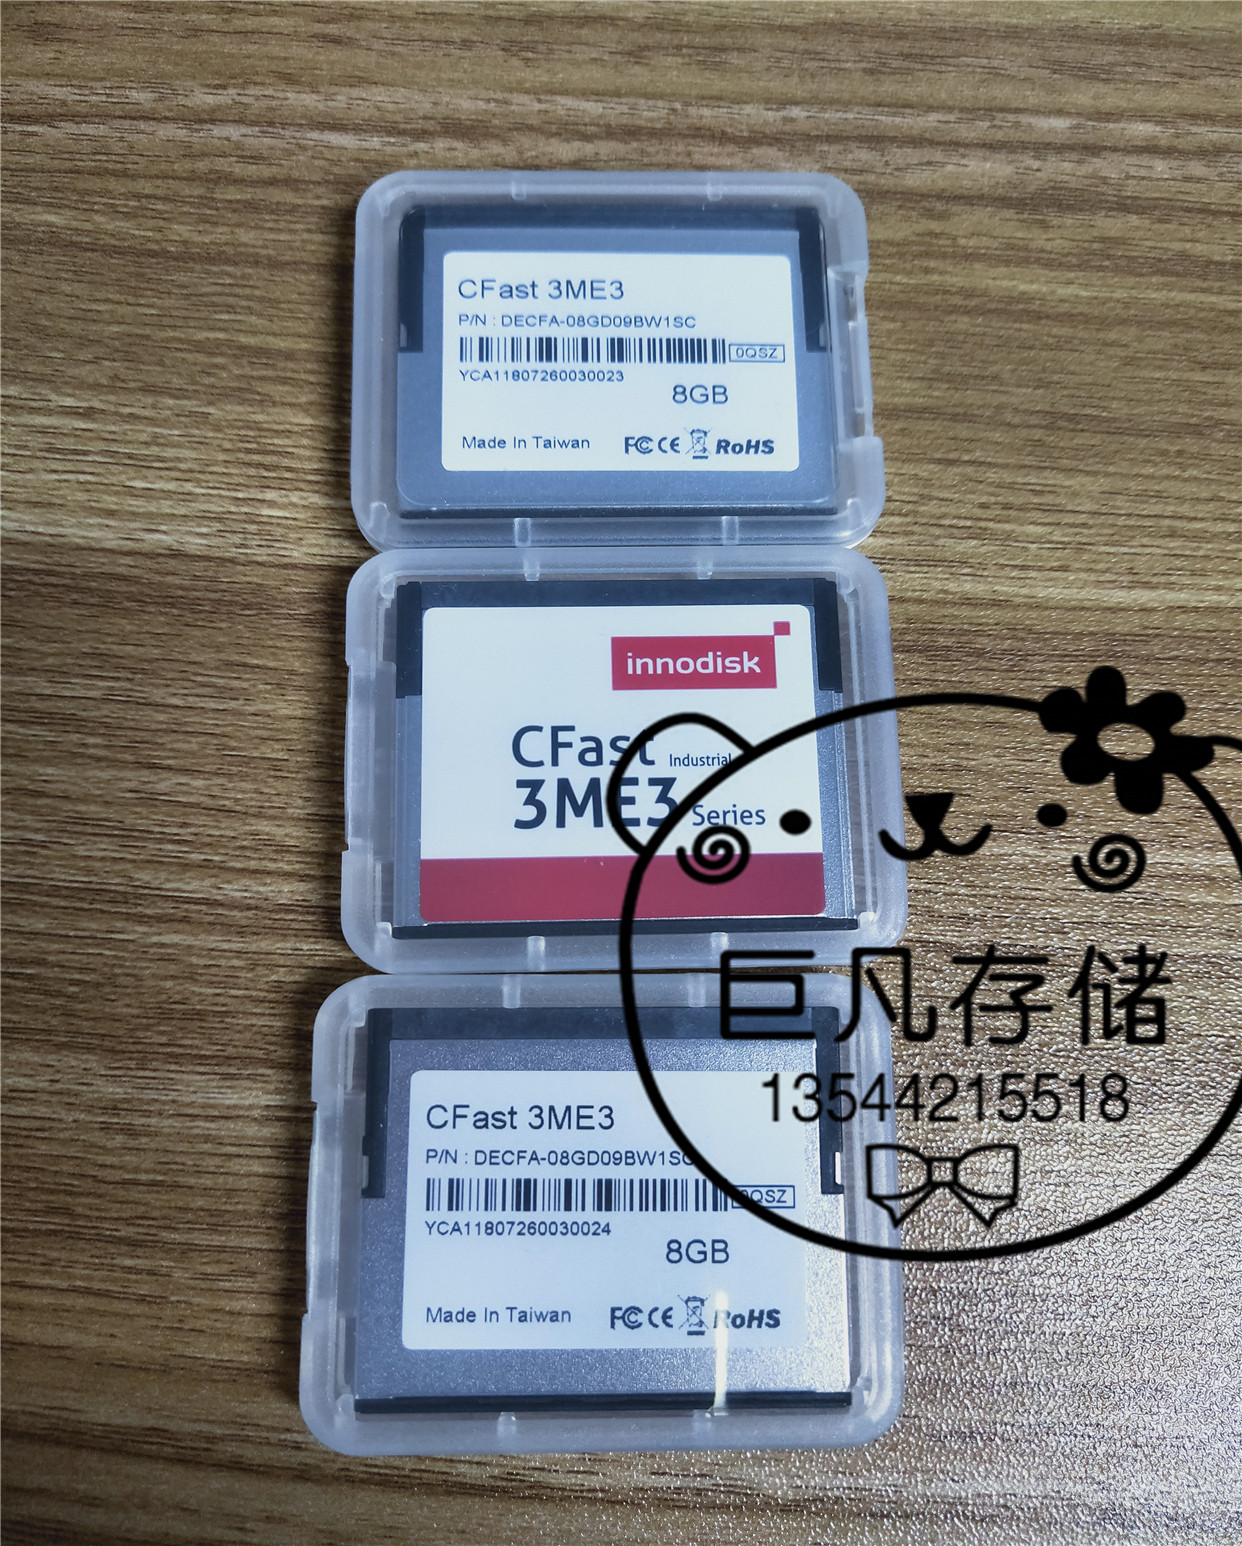 CFast 3ME3
P/N : DECFA-08GD09BW1SC
0QSZ
YCA11807260030023
8GB
Made In Taiwan
FC CE RoHS
innodisk
CFast Industrial
3ME3 Series
巨凡存储
13544215518
CFast 3ME3
P/N : DECFA-08GD09BW1SC
0QSZ
YCA11807260030024
8GB
Made In Taiwan
FC CE RoHS